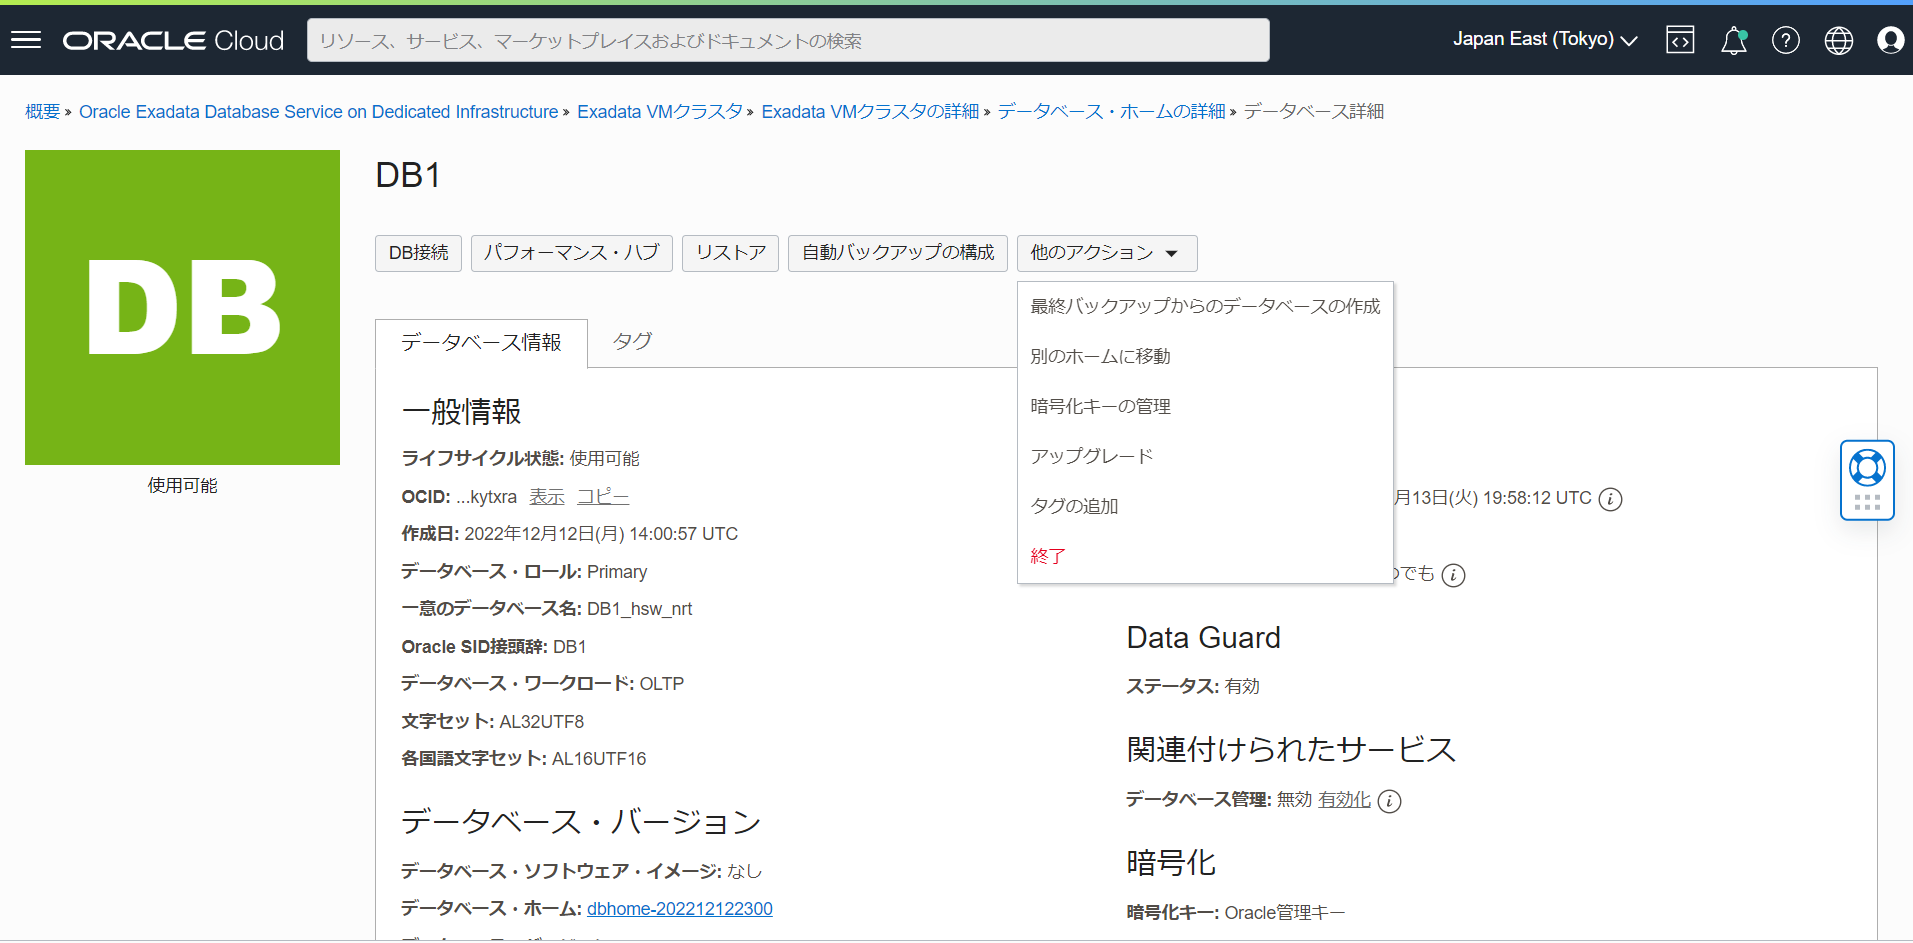 ORACLE Cloud
リソース、サービス、マーケットプレイスおよびドキュメントの検索
Japan East (Tokyo)
概要 » Oracle Exadata Database Service on Dedicated Infrastructure » Exadata VMクラスタ » Exadata VMクラスタの詳細 » データベース・ホームの詳細 » データベース詳細
DB
使用可能
DB1
DB接続
パフォーマンス・ハブ
リストア
自動バックアップの構成
他のアクション
最終バックアップからのデータベースの作成
別のホームに移動
暗号化キーの管理
アップグレード
タグの追加
終了
データベース情報
タグ
一般情報
ライフサイクル状態: 使用可能
OCID: ...kytxra 表示 コピー
作成日: 2022年12月12日(月) 14:00:57 UTC
データベース・ロール: Primary
一意のデータベース名: DB1_hsw_nrt
Oracle SID接頭辞: DB1
データベース・ワークロード: OLTP
文字セット: AL32UTF8
各国語文字セット: AL16UTF16
データベース・バージョン
データベース・ソフトウェア・イメージ: なし
データベース・ホーム: dbhome-202212122300
月13日(火) 19:58:12 UTC
でも
Data Guard
ステータス: 有効
関連付けられたサービス
データベース管理: 無効 有効化
暗号化
暗号化キー: Oracle管理キー